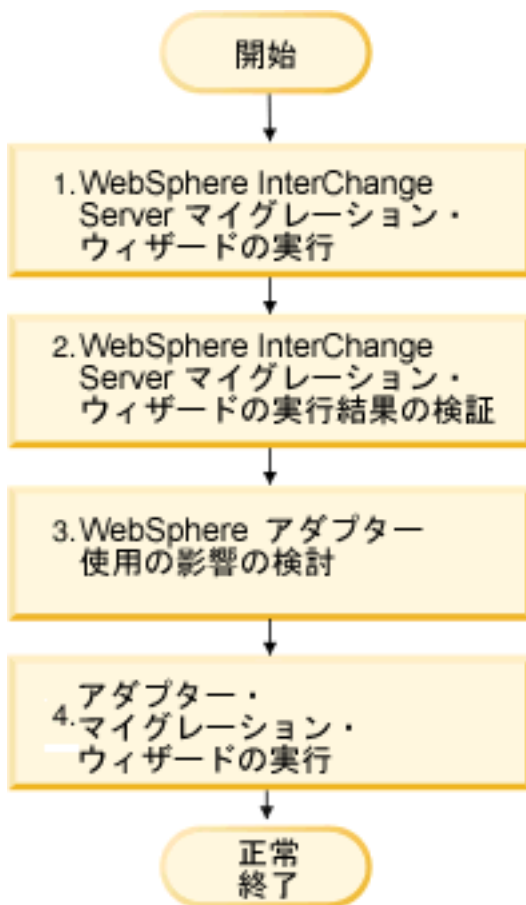 開始
1. WebSphere InterChange
Server マイグレーション・
ウィザードの実行
2. WebSphere InterChange
Server マイグレーション・
ウィザードの実行結果の検証
3. WebSphere アダプター
使用の影響の検討
4. アダプター・
マイグレーション・
ウィザードの実行
正常
終了